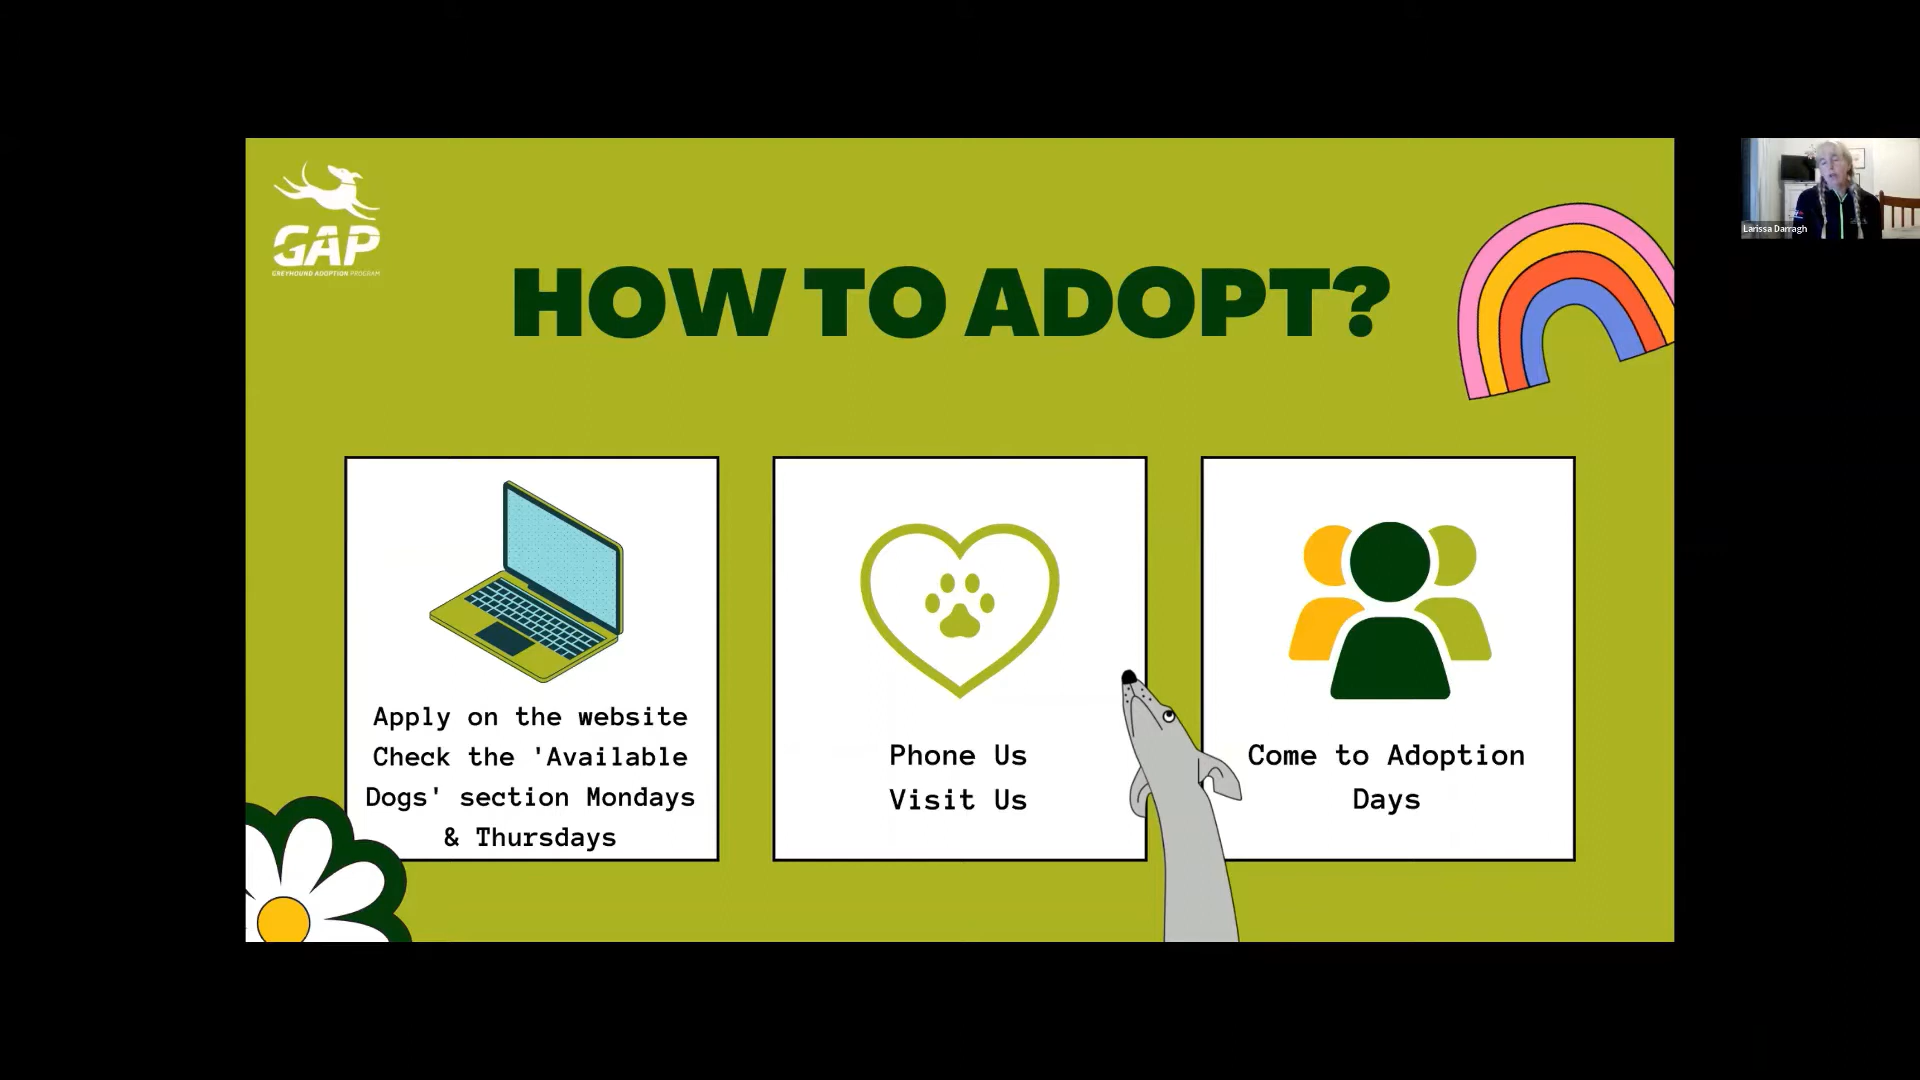 GAP
GREYHOUND ADOPTION PROGRAM
HOW TO ADOPT?
Apply on the website
Check the 'Available
Dogs' section Mondays
& Thursdays
Phone Us
Visit Us
Come to Adoption
Days
Larissa Darragh